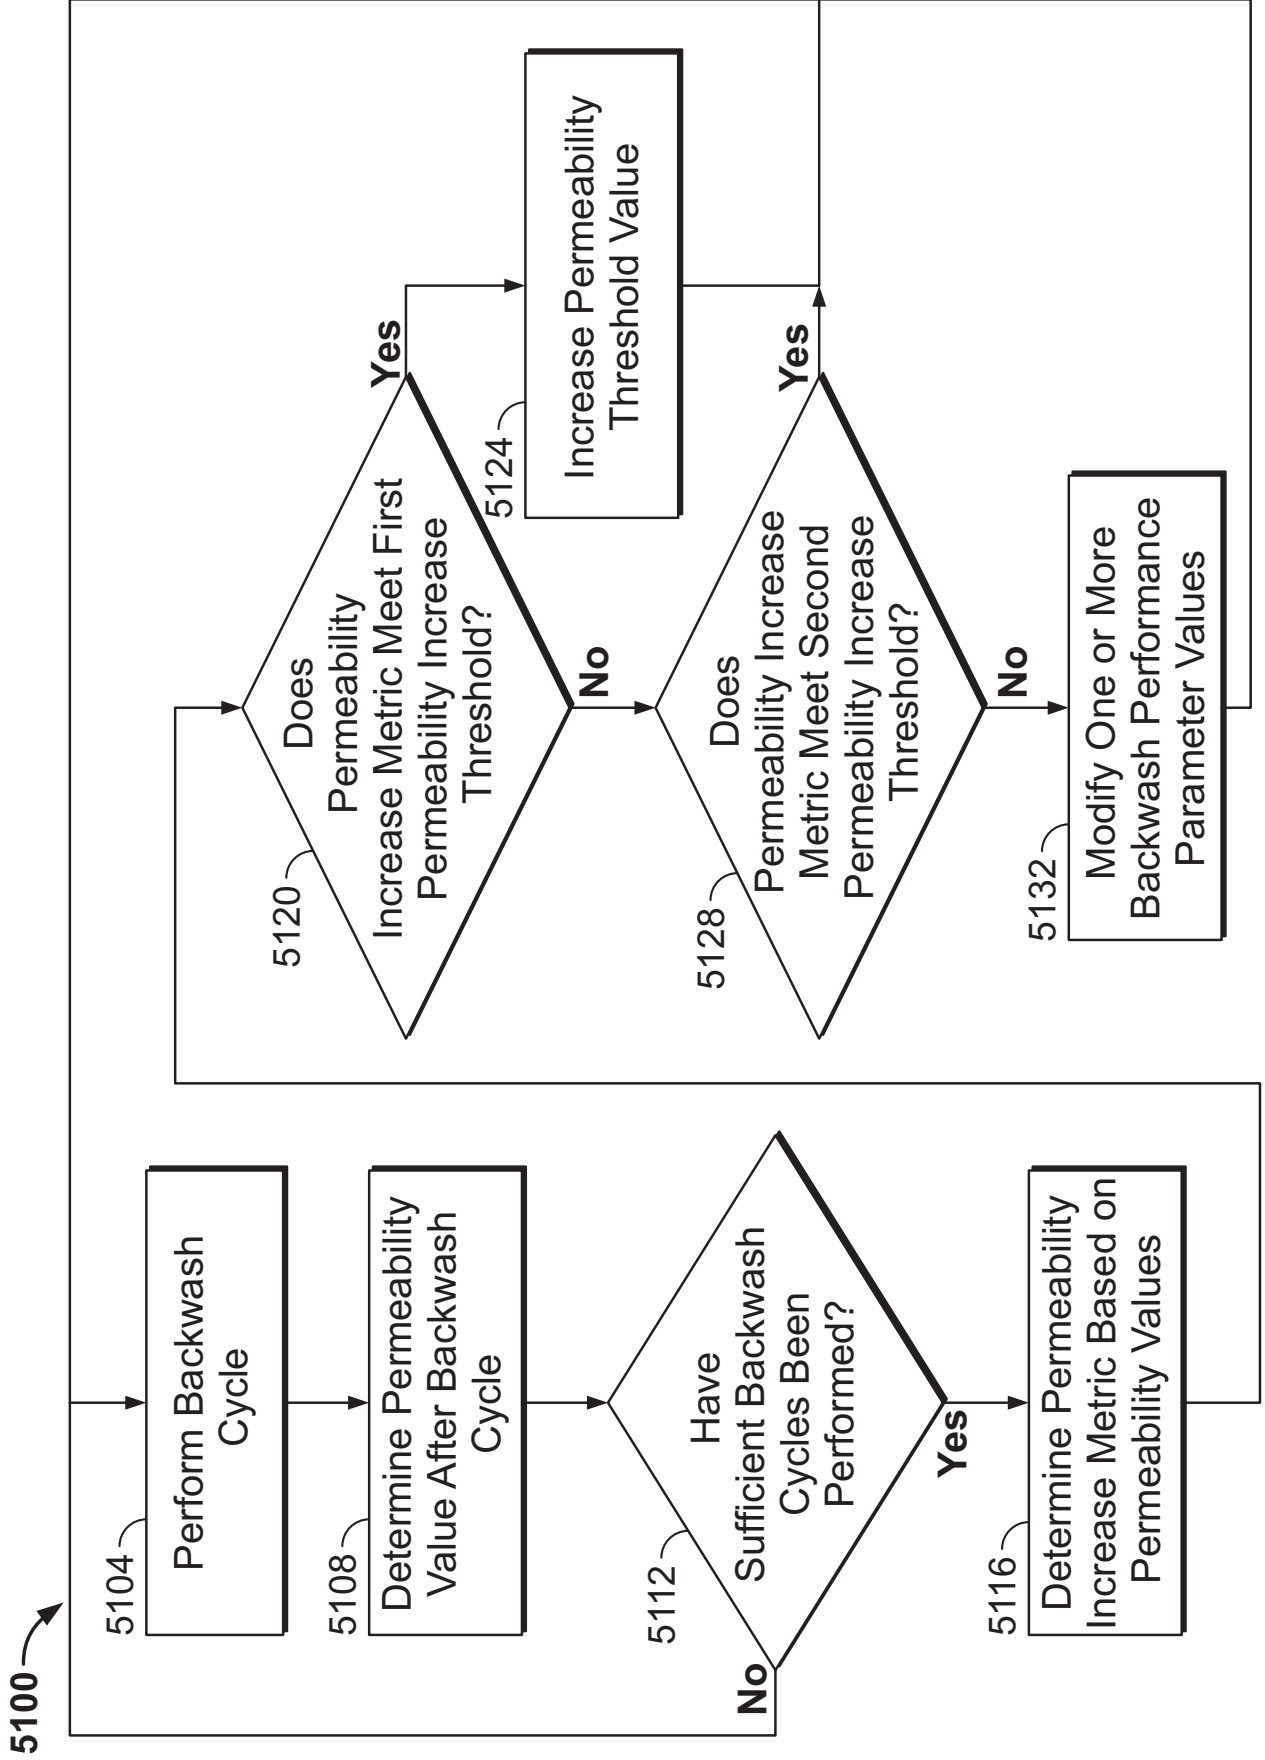 5100
5104
Perform Backwash
Cycle
5108
Determine Permeability
Value After Backwash
Cycle
5112
Have
Sufficient Backwash
Cycles Been
Performed?
No
Yes
5116
Determine Permeability
Increase Metric Based on
Permeability Values
5120
Does
Permeability
Increase Metric Meet First
Permeability Increase
Threshold?
Yes
No
5124
Increase Permeability
Threshold Value
5128
Does
Permeability Increase
Metric Meet Second
Permeability Increase
Threshold?
Yes
No
5132
Modify One or More
Backwash Performance
Parameter Values